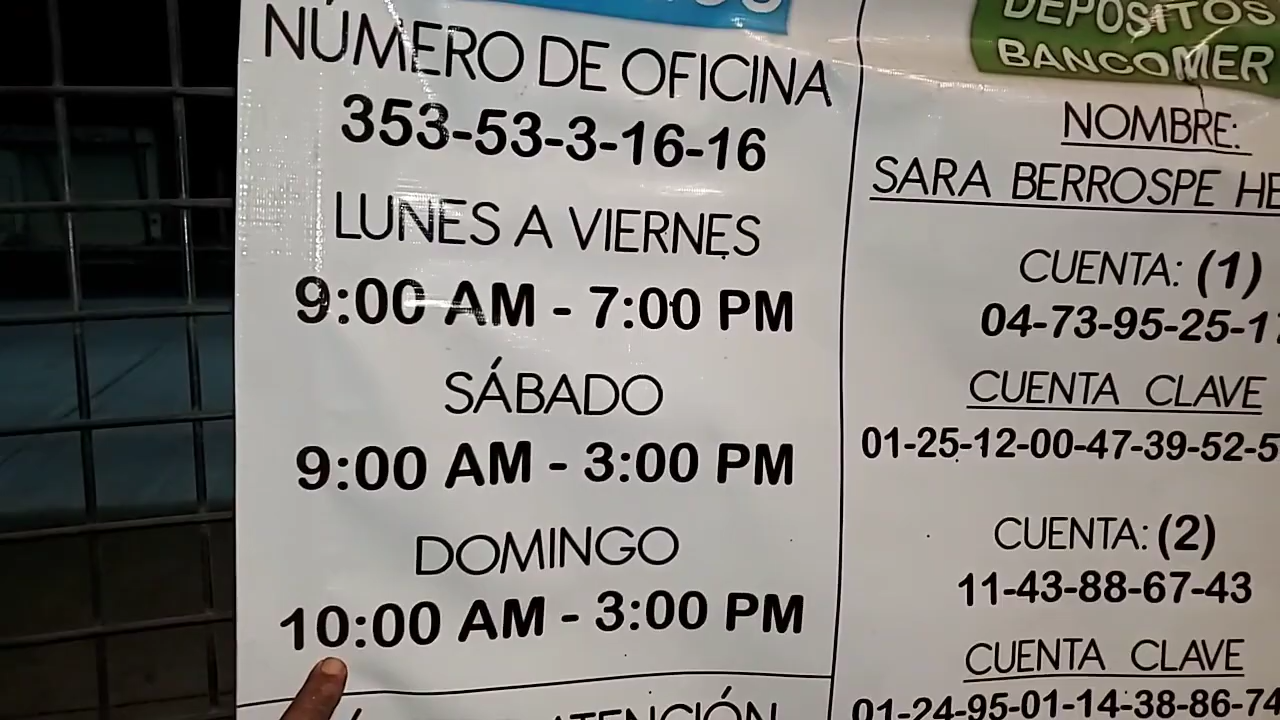 NÚMERO DE OFICINA
353-53-3-16-16
LUNES A VIERNES
9:00 AM - 7:00 PM
SÁBADO
9:00 AM - 3:00 PM
DOMINGO
10:00 AM - 3:00 PM
ATENCIÓN
DEPÓSITOS
BANCOMER
NOMBRE:
SARA BERROSPE
CUENTA: (1)
04-73-95-25-1
CUENTA CLAVE
01-25-12-00-47-39-52-5
CUENTA: (2)
11-43-88-67-43
CUENTA CLAVE
01-24-95-01-14-38-86-74